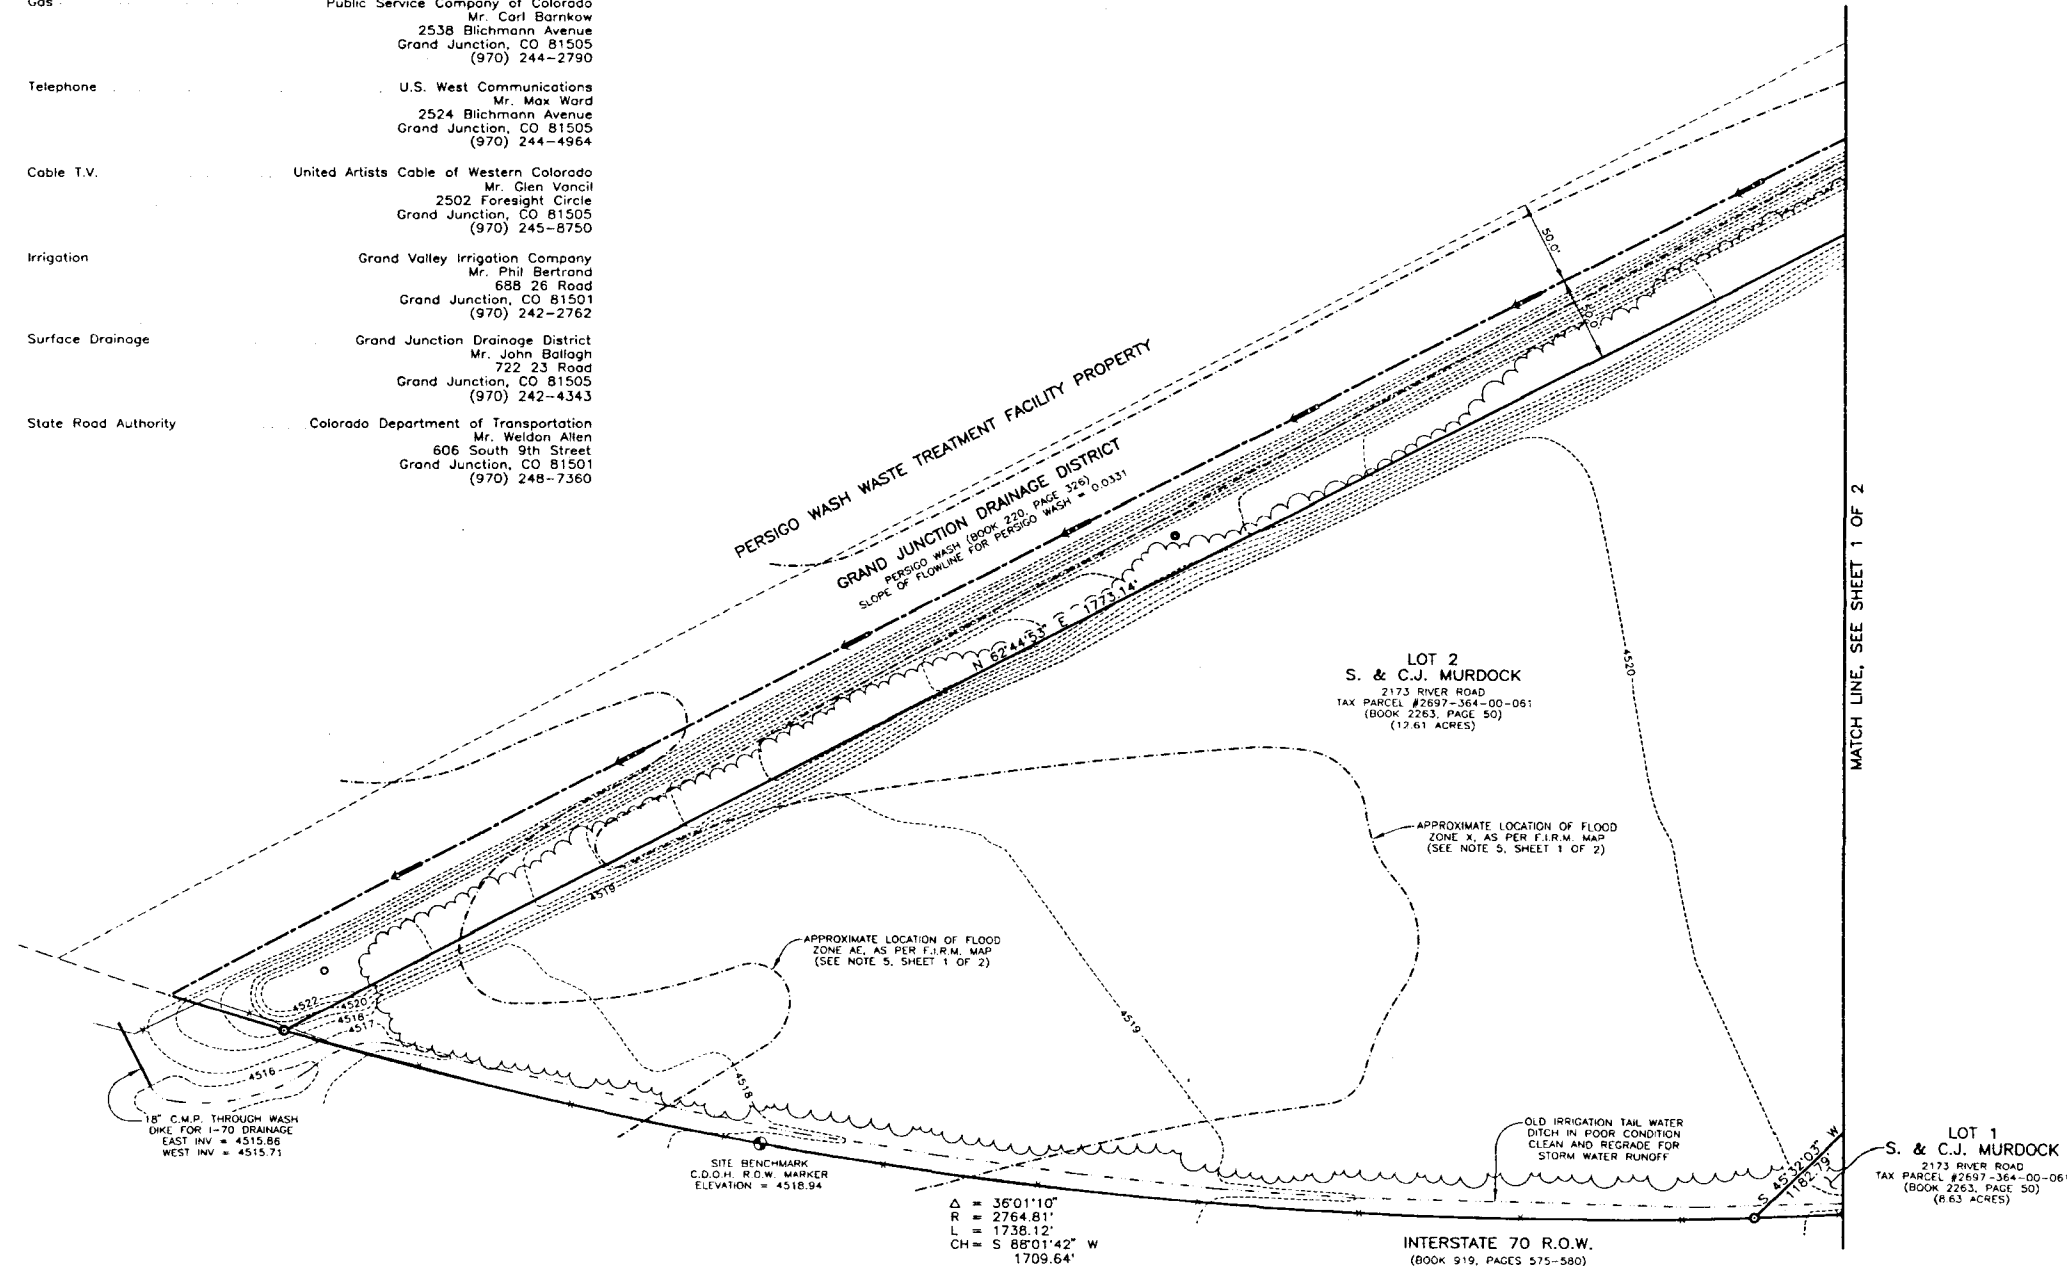 Gas Public Service Company of Colorado
Mr. Carl Barnkow
2538 Blichmann Avenue
Grand Junction, CO 81505
(970) 244-2790
Telephone U.S. West Communications
Mr. Max Ward
2524 Blichmann Avenue
Grand Junction, CO 81505
(970) 244-4964
Cable T.V. United Artists Cable of Western Colorado
Mr. Glen Vancil
2502 Foresight Circle
Grand Junction, CO 81505
(970) 245-8750
Irrigation Grand Valley Irrigation Company
Mr. Phil Bertrand
688 26 Road
Grand Junction, CO 81501
(970) 242-2762
Surface Drainage Grand Junction Drainage District
Mr. John Ballagh
722 23 Road
Grand Junction, CO 81505
(970) 242-4343
State Road Authority Colorado Department of Transportation
Mr. Weldon Allen
606 South 9th Street
Grand Junction, CO 81501
(970) 248-7360
50.0'
50.0'
PERSIGO WASH WASTE TREATMENT FACILITY PROPERTY
GRAND JUNCTION DRAINAGE DISTRICT
PERSIGO WASH (BOOK 220, PAGE 326)
SLOPE OF FLOWLINE FOR PERSIGO WASH = 0.0331
N 62°44'53" E 1773.14'
MATCH LINE, SEE SHEET 1 OF 2
4520
LOT 2
S. & C.J. MURDOCK
2173 RIVER ROAD
TAX PARCEL #2697-364-00-061
(BOOK 2263, PAGE 50)
(12.61 ACRES)
APPROXIMATE LOCATION OF FLOOD
ZONE X, AS PER F.I.R.M. MAP
(SEE NOTE 5, SHEET 1 OF 2)
4519
APPROXIMATE LOCATION OF FLOOD
ZONE AE, AS PER F.I.R.M. MAP
(SEE NOTE 5, SHEET 1 OF 2)
4522
4520
4518
4517
4516
4519
4518
18" C.M.P. THROUGH WASH
DIKE FOR I-70 DRAINAGE
EAST INV = 4515.86
WEST INV = 4515.71
SITE BENCHMARK
C.D.O.H. R.O.W. MARKER
ELEVATION = 4518.94
OLD IRRIGATION TAIL WATER
DITCH IN POOR CONDITION
CLEAN AND REGRADE FOR
STORM WATER RUNOFF
S 45°32'03" W
1182.79'
LOT 1
S. & C.J. MURDOCK
2173 RIVER ROAD
TAX PARCEL #2697-364-00-06
(BOOK 2263, PAGE 50)
(8.63 ACRES)
Δ = 36°01'10"
R = 2764.81'
L = 1738.12'
CH= S 88°01'42" W
1709.64'
INTERSTATE 70 R.O.W.
(BOOK 919, PAGES 575-580)